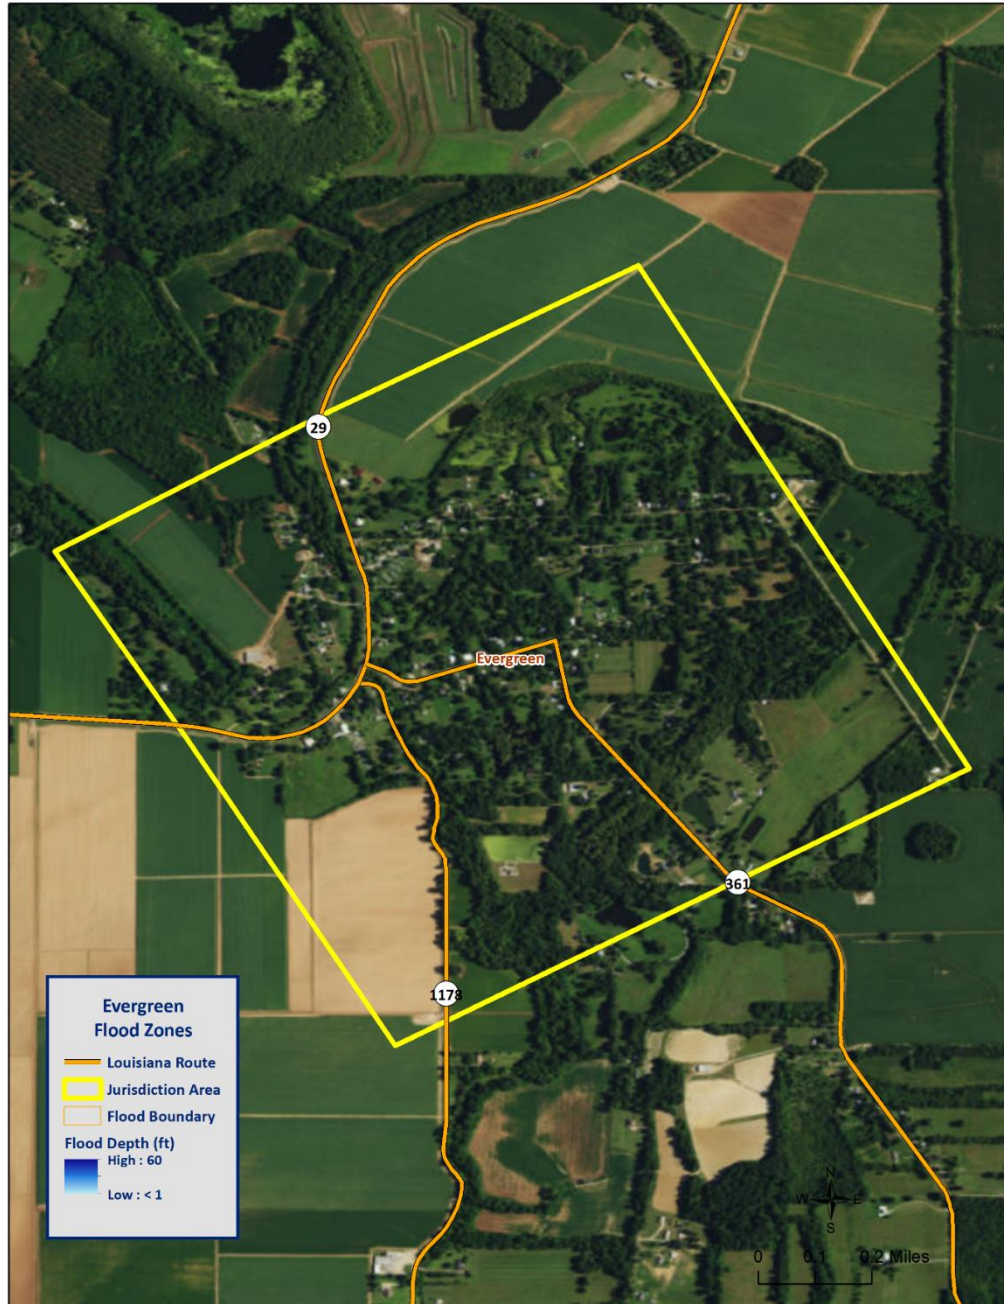 29
Evergreen
361
1178
Evergreen
Flood Zones
Louisiana Route
Jurisdiction Area
Flood Boundary
Flood Depth (ft)
High : 60
Low : < 1
N
W E
S
0 0.1 0.2 Miles